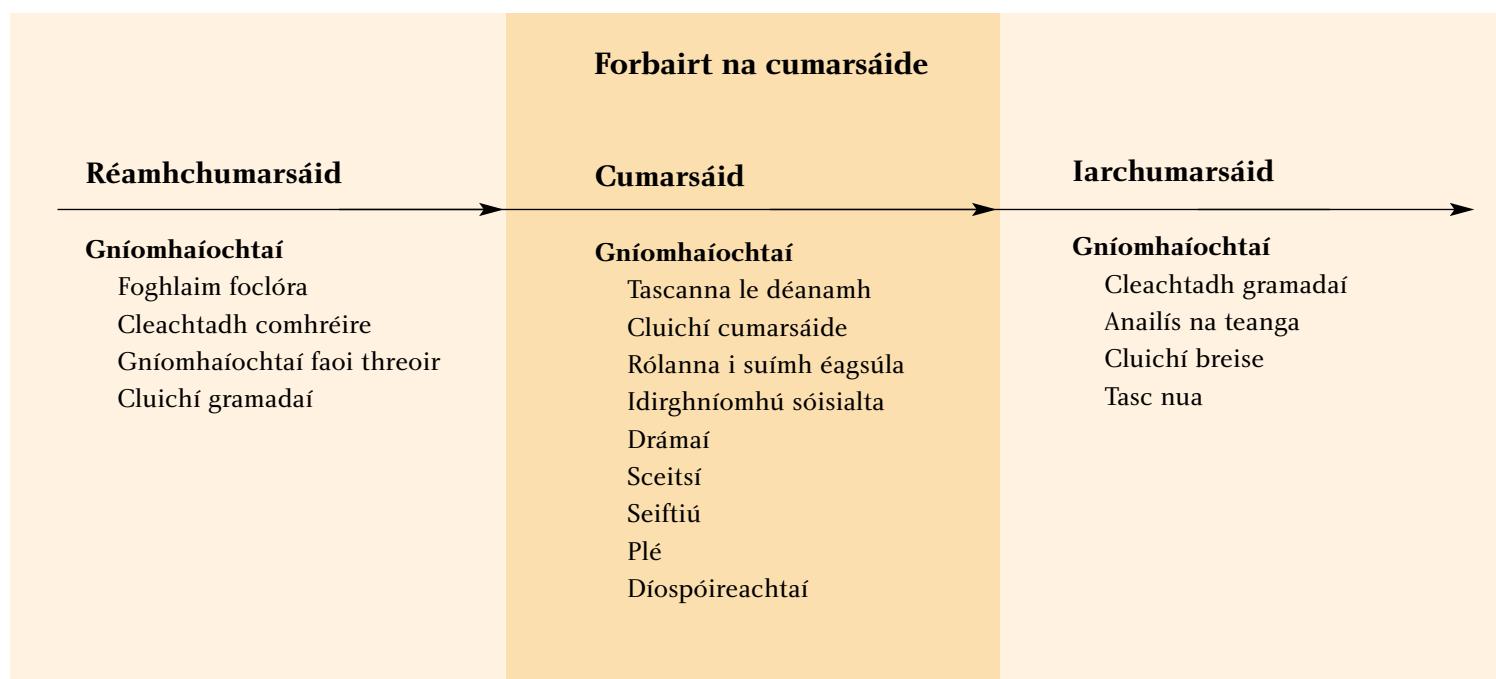 Forbairt na cumarsáide
Réamhchumarsáid
Gníomhaíochtaí
Foghlaim foclóra
Cleachtadh comhréire
Gníomhaíochtaí faoi threoir
Cluichí gramadaí
Cumarsáid
Gníomhaíochtaí
Tascanna le déanamh
Cluichí cumarsáide
Rólanna i suímh éagsúla
Idirghníomhú sóisialta
Drámaí
Sceitsí
Seiftiú
Plé
Díospóireachtaí
Iarchumarsáid
Gníomhaíochtaí
Cleachtadh gramadaí
Anailís na teanga
Cluichí breise
Tasc nua